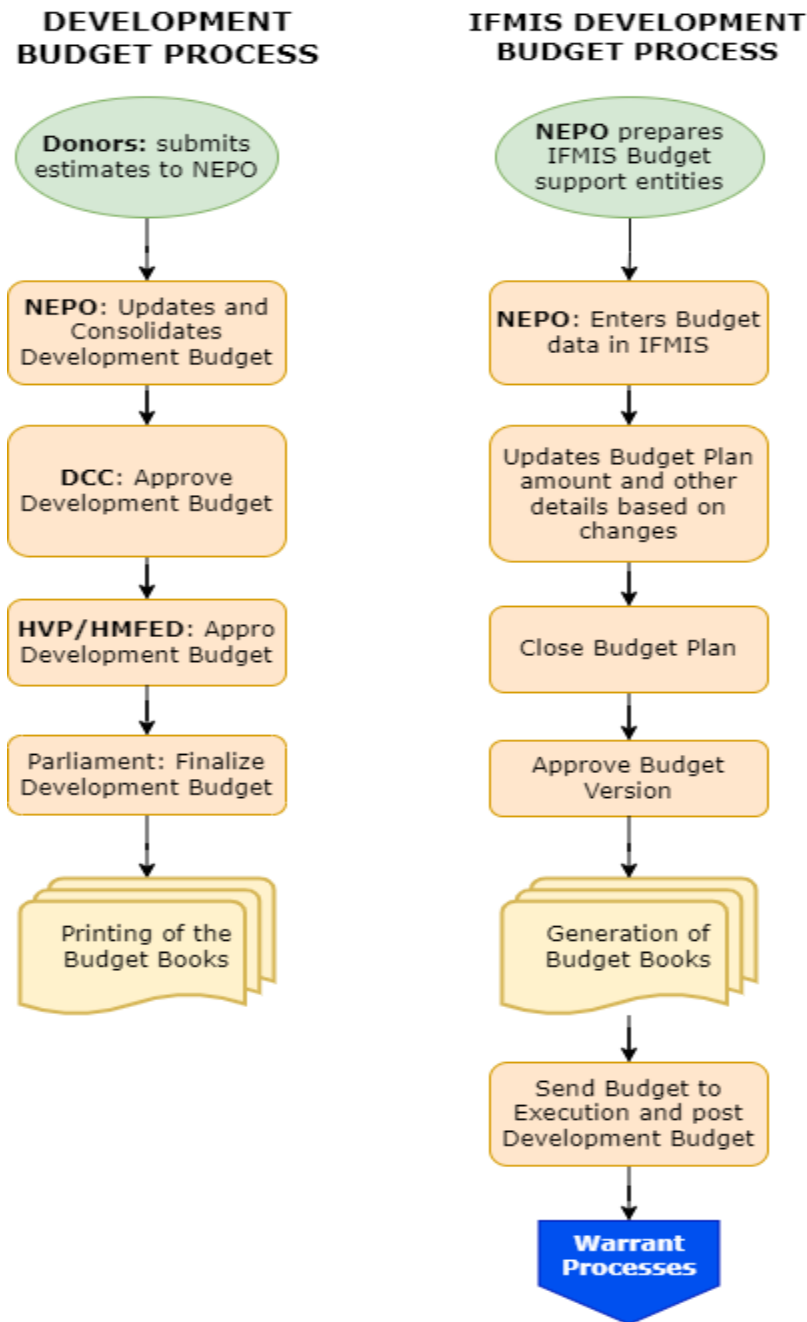 DEVELOPMENT
BUDGET PROCESS
Donors: submits
estimates to NEPO
NEPO: Updates and
Consolidates
Development Budget
DCC: Approve
Development Budget
HVP/HMFED: Appro
Development Budget
Parliament: Finalize
Development Budget
Printing of the
Budget Books
IFMIS DEVELOPMENT
BUDGET PROCESS
NEPO prepares
IFMIS Budget
support entities
NEPO: Enters Budget
data in IFMIS
Updates Budget Plan
amount and other
details based on
changes
Close Budget Plan
Approve Budget
Version
Generation of
Budget Books
Send Budget to
Execution and post
Development Budget
Warrant
Processes